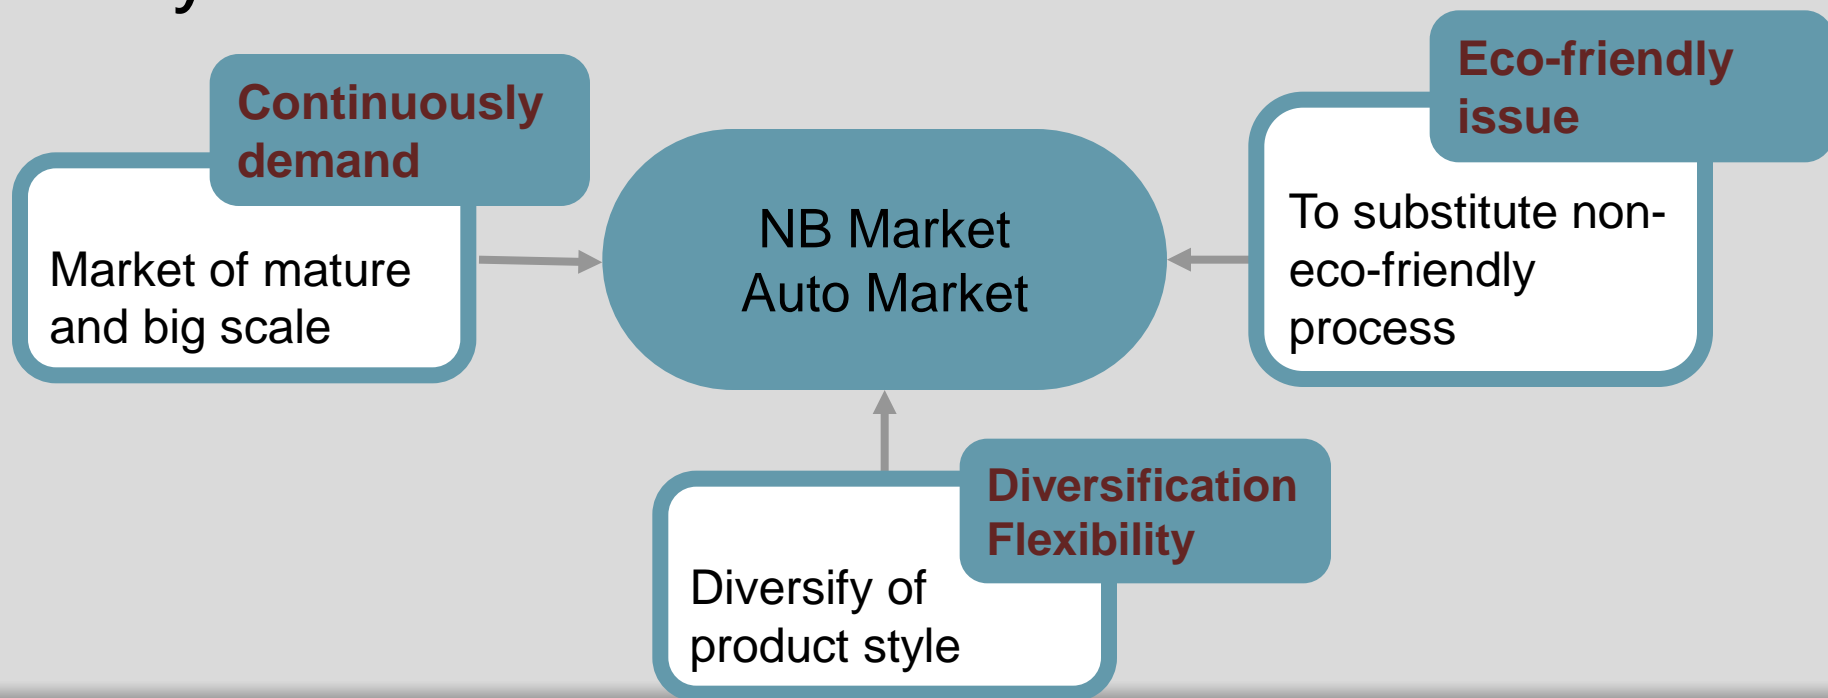 Continuously
demand
Market of mature
and big scale
NB Market
Auto Market
Eco-friendly
issue
To substitute non-
eco-friendly
process
Diversification
Flexibility
Diversify of
product style